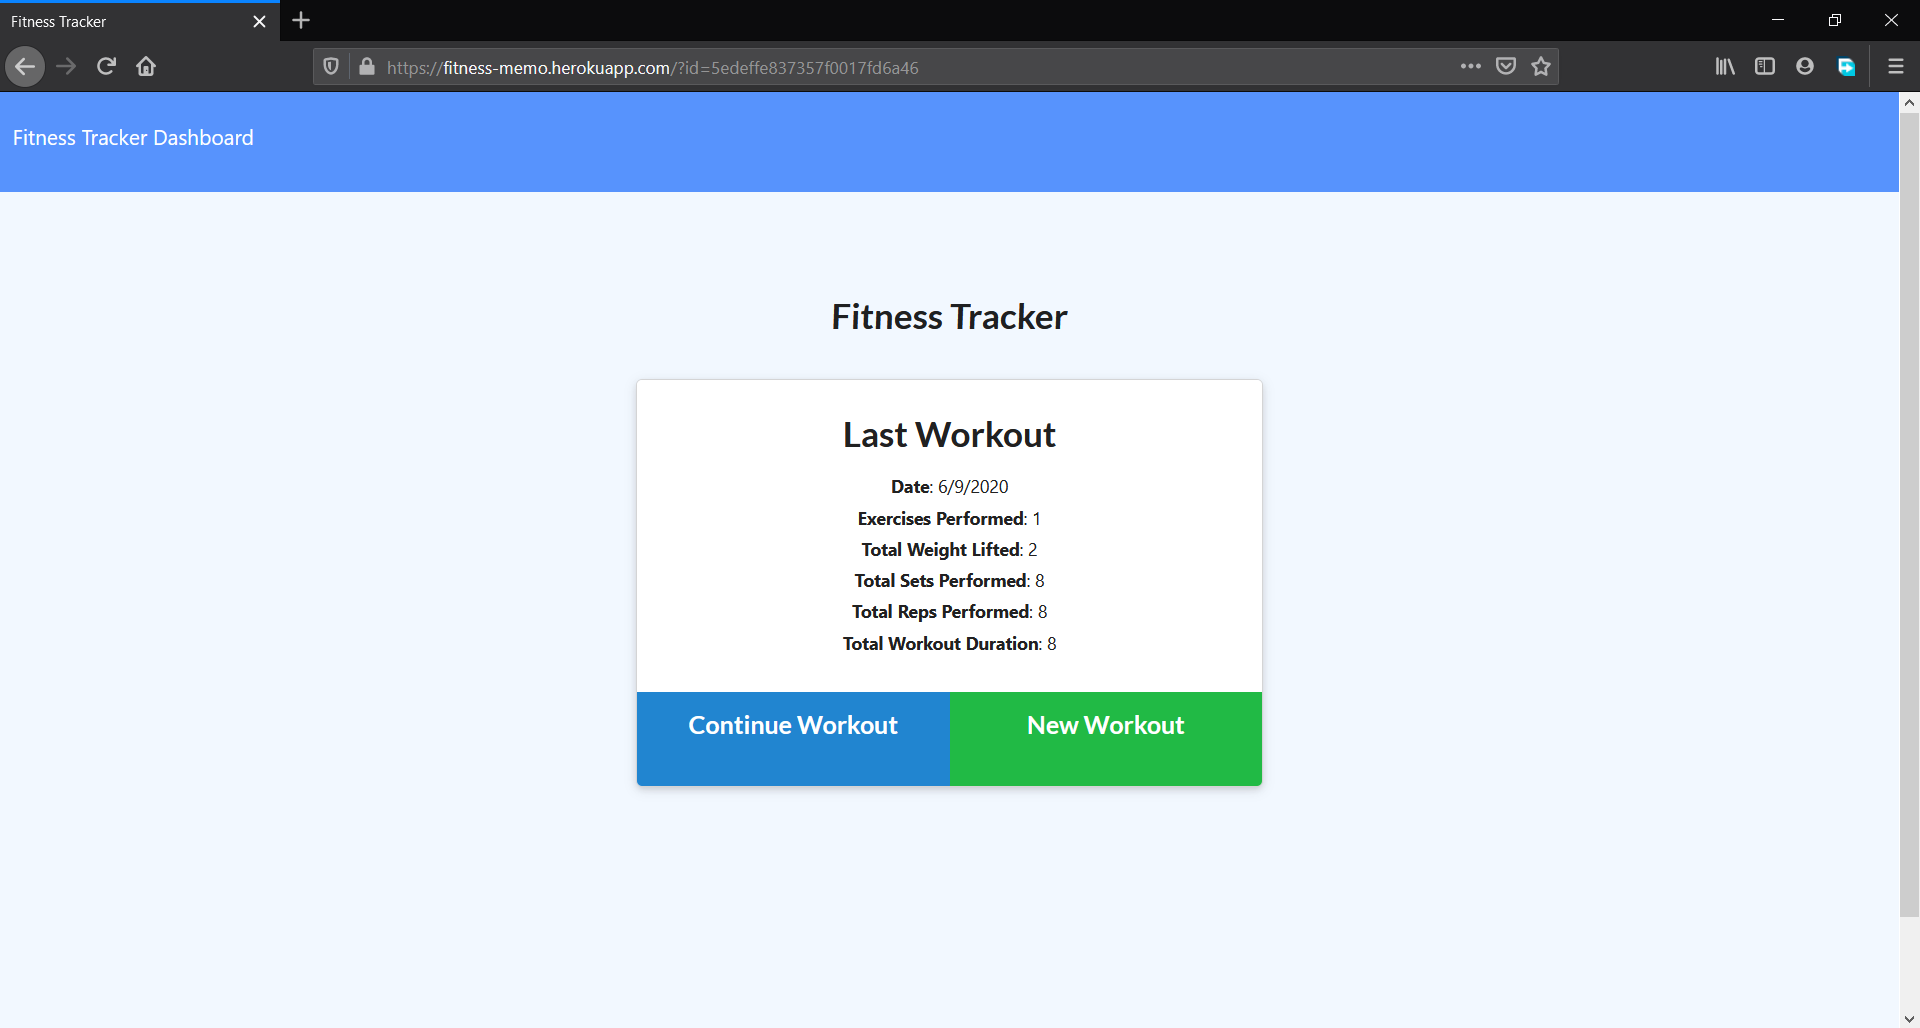 Fitness Tracker
https://fitness-memo.herokuapp.com/?id=5edeffe837357f0017fd6a46
Fitness Tracker Dashboard
Fitness Tracker
Last Workout
Date: 6/9/2020
Exercises Performed: 1
Total Weight Lifted: 2
Total Sets Performed: 8
Total Reps Performed: 8
Total Workout Duration: 8
Continue Workout
New Workout